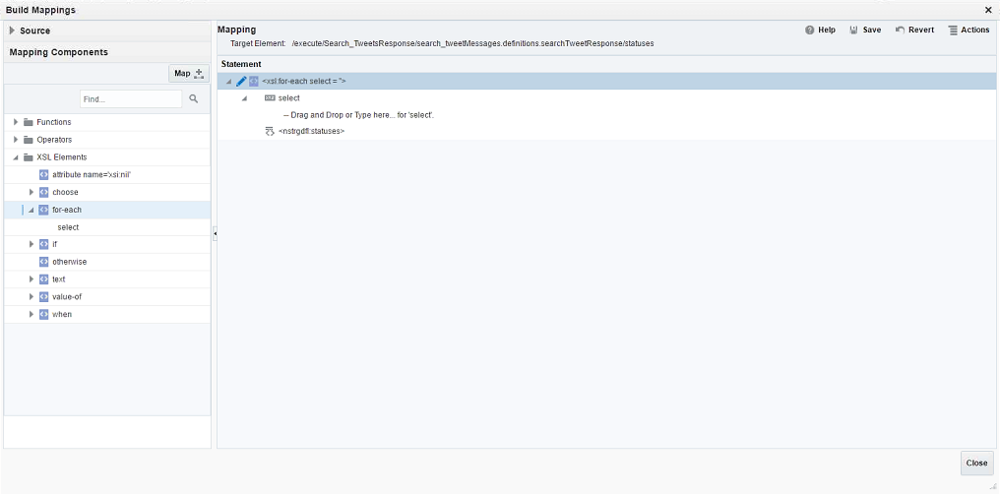 Build Mappings
Source
Mapping Components
Map
Find...
Functions
Operators
XSL Elements
attribute name='xsi:nil'
choose
for-each
select
if
otherwise
text
value-of
when
Mapping
Help Save Revert Actions
Target Element: /execute/Search_TweetsResponse/search_tweetMessages.definitions.searchTweetResponse/statuses
Statement
<xsl:for-each select = ''>
select
-- Drag and Drop or Type here... for 'select'.
<nstrgdfl:statuses>
Close